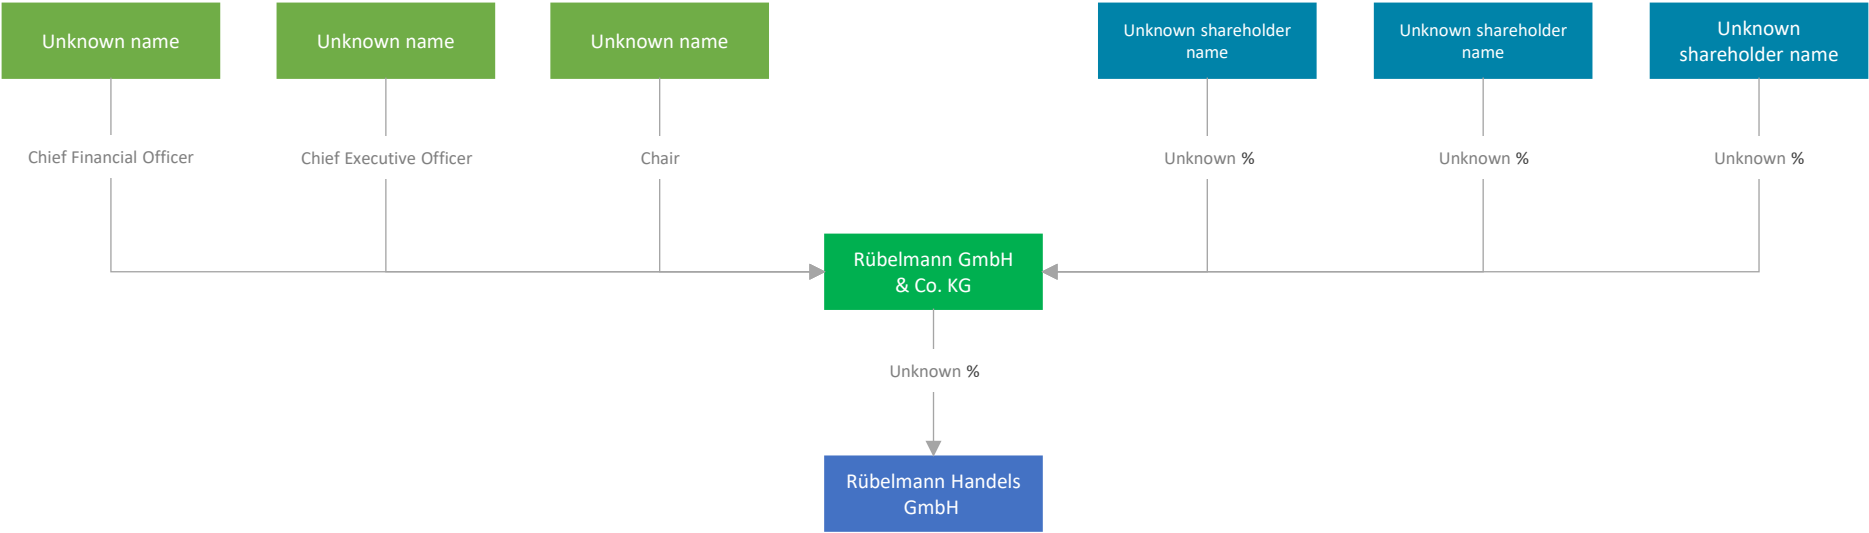 Unknown name
Unknown name
Unknown name
Unknown shareholder
name
Unknown shareholder
name
Unknown
shareholder name
Chief Financial Officer
Chief Executive Officer
Chair
Unknown %
Unknown %
Unknown %
Rübelmann GmbH
& Co. KG
Unknown %
Rübelmann Handels
GmbH